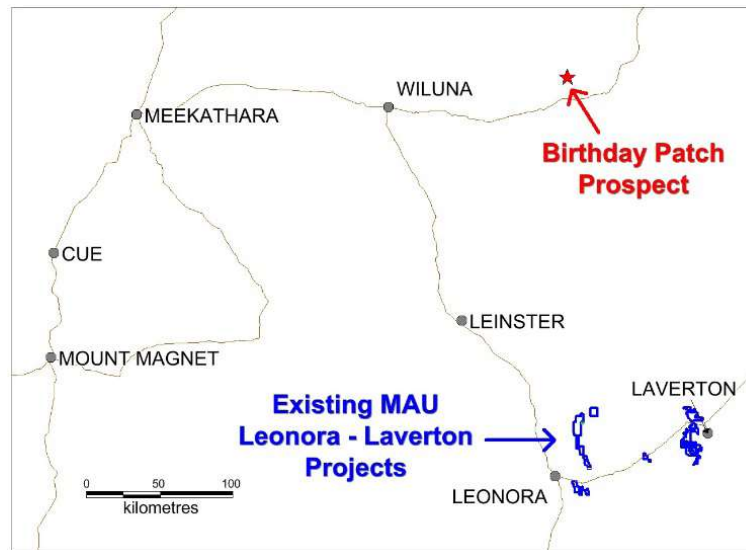 WILUNA
MEEKATHARA
Birthday Patch
Prospect
CUE
LEINSTER
MOUNT MAGNET
LAVERTON
Existing MAU
Leonora - Laverton
Projects
LEONORA
0 50 100
kilometres